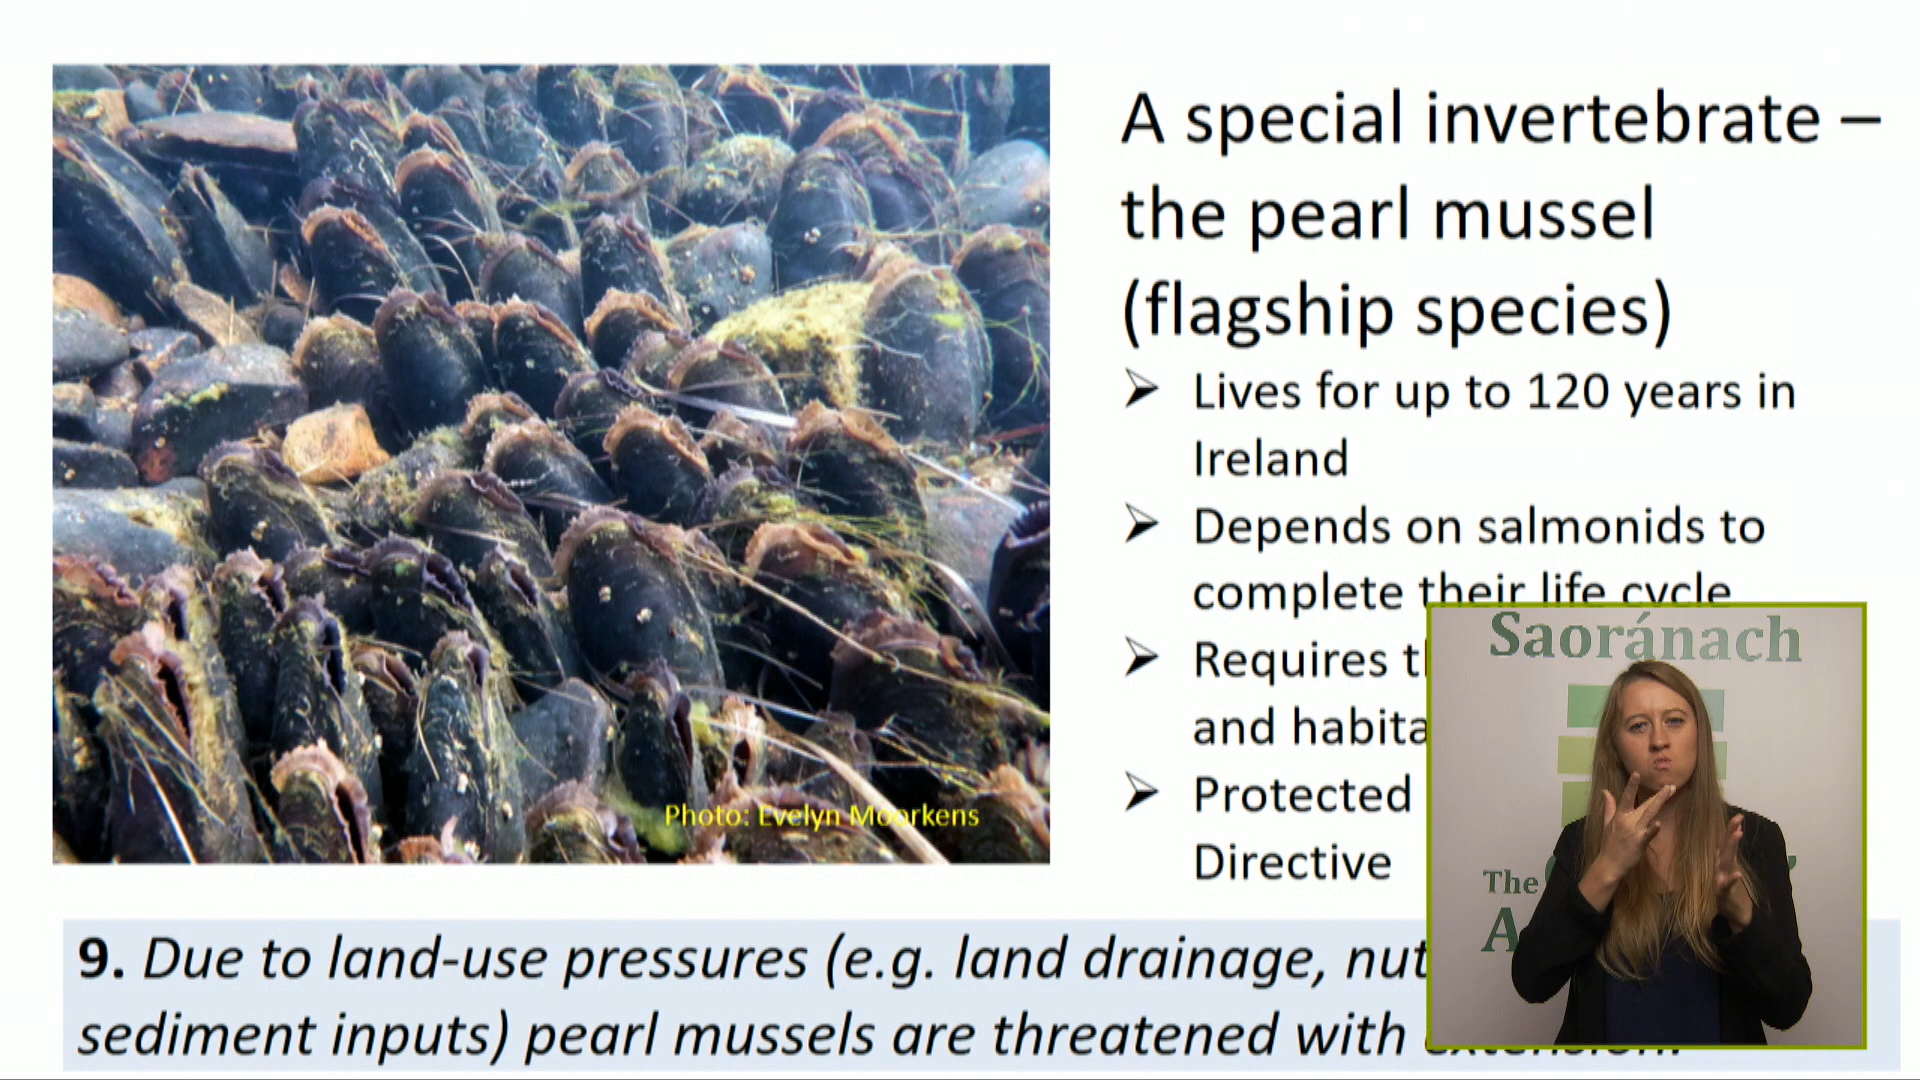 A special invertebrate –
the pearl mussel
(flagship species)
➢ Lives for up to 120 years in
Ireland
➢ Depends on salmonids to
complete their life cycle
➢ Requires
and
➢ Protected
Directive
Photo: Evelyn Moorkens
9. Due to land-use pressures (e.g. land drainage,
sediment inputs) pearl mussels are threatened with
Saoránach
The